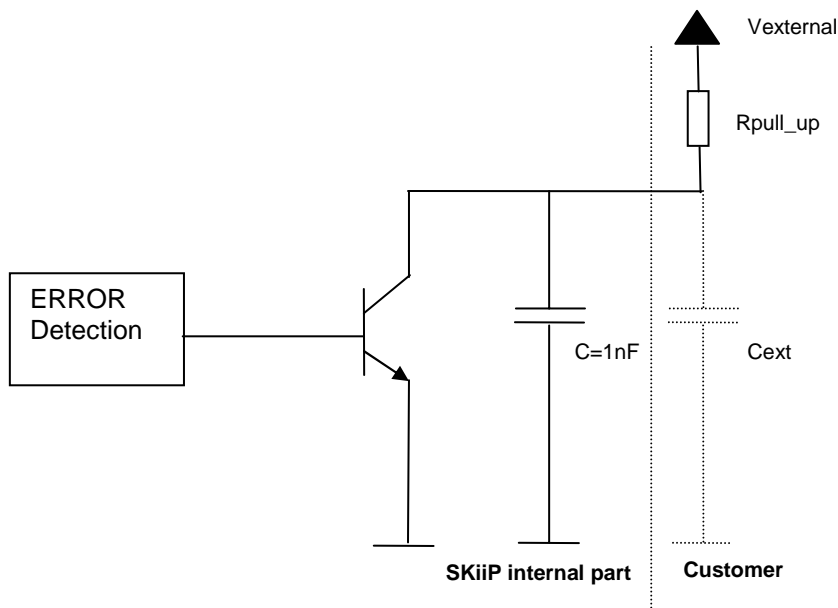 Vexternal
Rpull_up
ERROR
Detection
C=1nF
Cext
SKiiP internal part
Customer